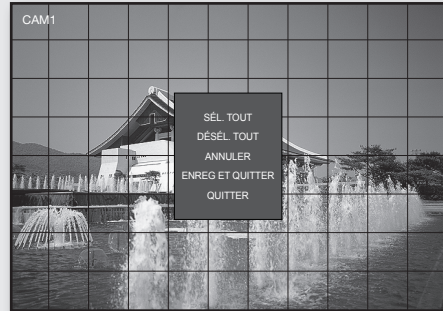 CAM1
SÉL. TOUT
DÉSÉL. TOUT
ANNULER
ENREG ET QUITTER
QUITTER